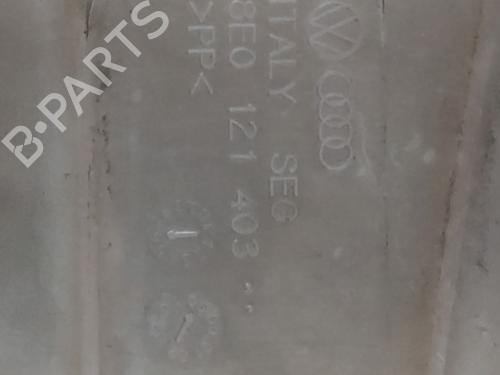 B-PARTS
ITALY SEG
8E0 121 403 ..
>PP<